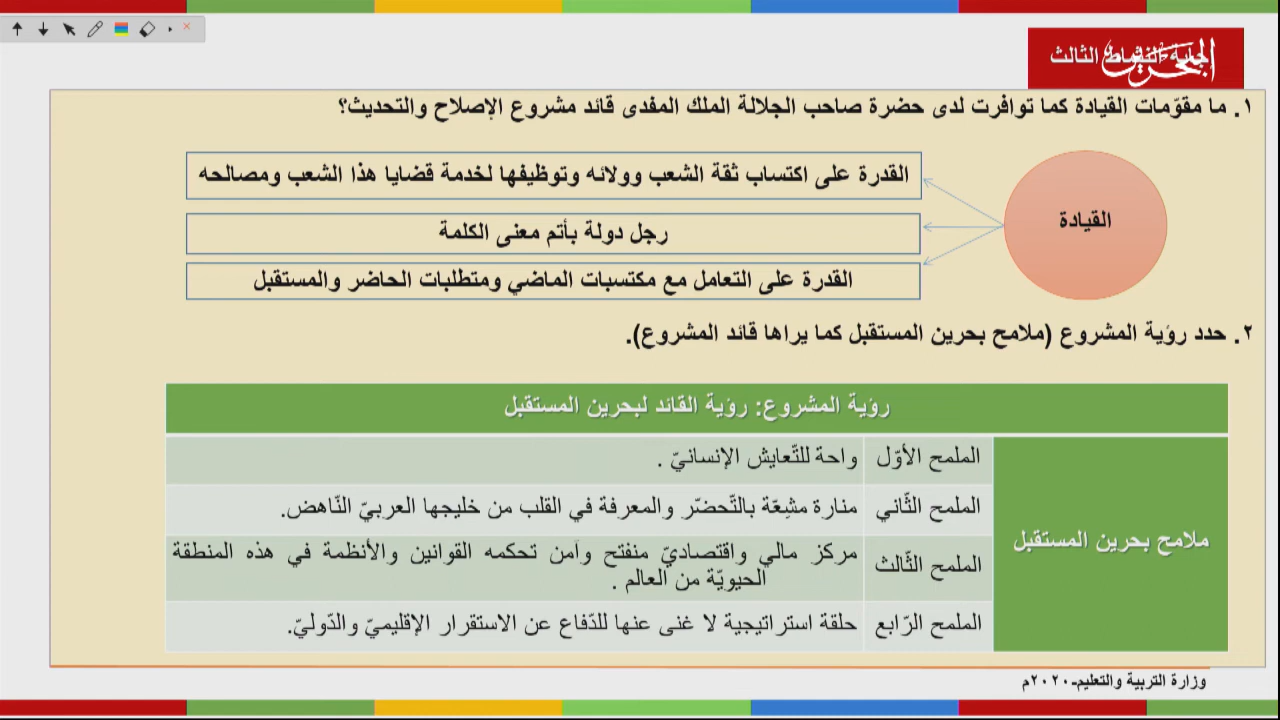 إجابة النشاط الثالث
البحرين
١. ما مقوّمات القيادة كما توافرت لدى حضرة صاحب الجلالة الملك المفدى قائد مشروع الإصلاح والتحديث؟
القيادة
القدرة على اكتساب ثقة الشعب وولائه وتوظيفها لخدمة قضايا هذا الشعب ومصالحه
رجل دولة بأتم معنى الكلمة
القدرة على التعامل مع مكتسبات الماضي ومتطلبات الحاضر والمستقبل
٢. حدد رؤية المشروع (ملامح بحرين المستقبل كما يراها قائد المشروع).
رؤية المشروع: رؤية القائد لبحرين المستقبل
ملامح بحرين المستقبل
الملمح الأوّل واحة للتّعايش الإنسانيّ .
الملمح الثّاني منارة مشِعّة بالتّحضّر والمعرفة في القلب من خليجها العربيّ النّاهض.
الملمح الثّالث مركز مالي واقتصاديّ منفتح وآمن تحكمه القوانين والأنظمة في هذه المنطقة
الحيويّة من العالم .
الملمح الرّابع حلقة استراتيجية لا غنى عنها للدّفاع عن الاستقرار الإقليميّ والدّوليّ.
وزارة التربية والتعليم-٢٠٢٠م